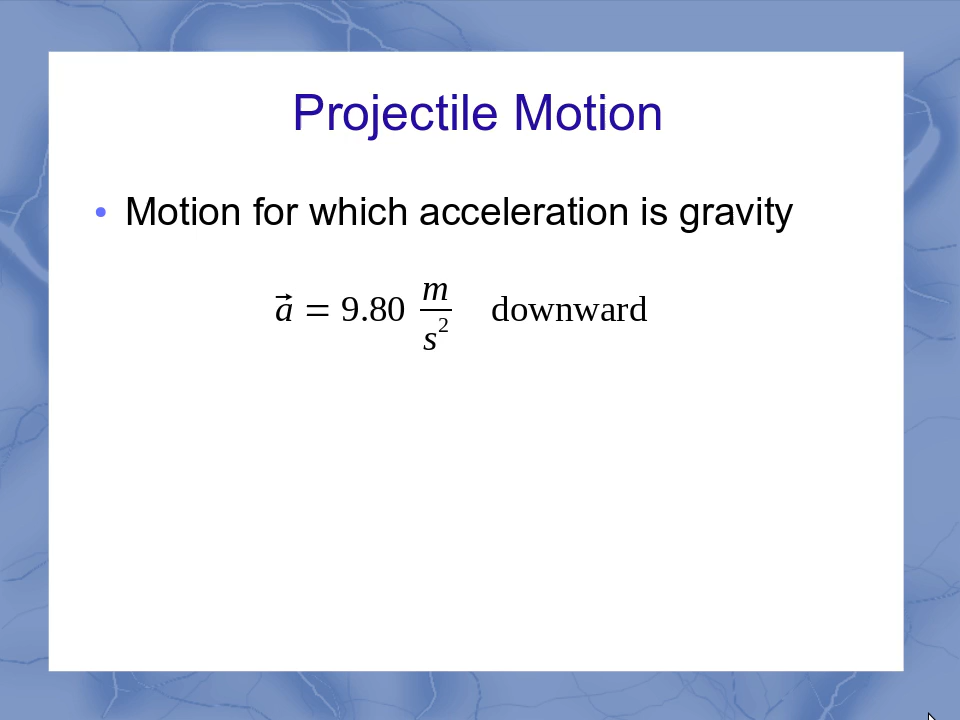 Projectile Motion
• Motion for which acceleration is gravity
a⃗ = 9.80 m/s² downward